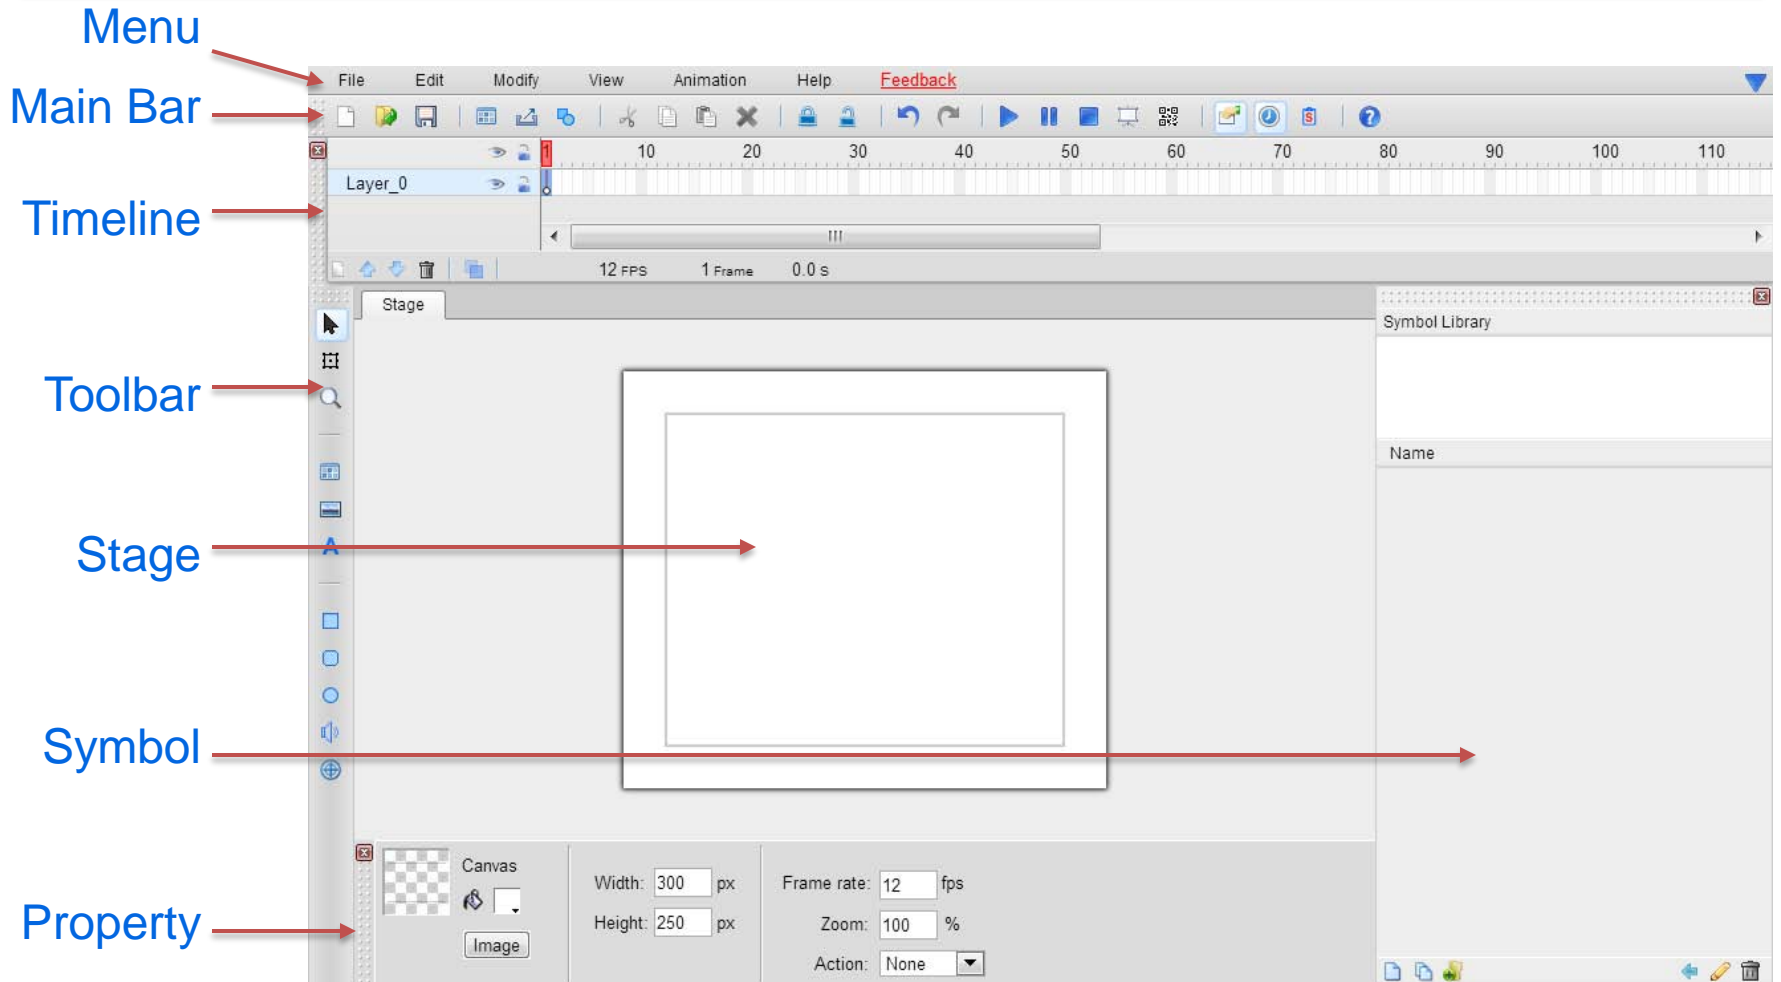 Menu
File Edit Modify View Animation Help Feedback
Main Bar
1 10 20 30 40 50 60 70 80 90 100 110
Layer_0
Timeline
12 FPS 1 Frame 0.0 s
Stage
Symbol Library
Toolbar
Name
A
Stage
Symbol
Canvas
Width: 300 px
Frame rate: 12 fps
Property
Height: 250 px
Zoom: 100 %
Image
Action: None